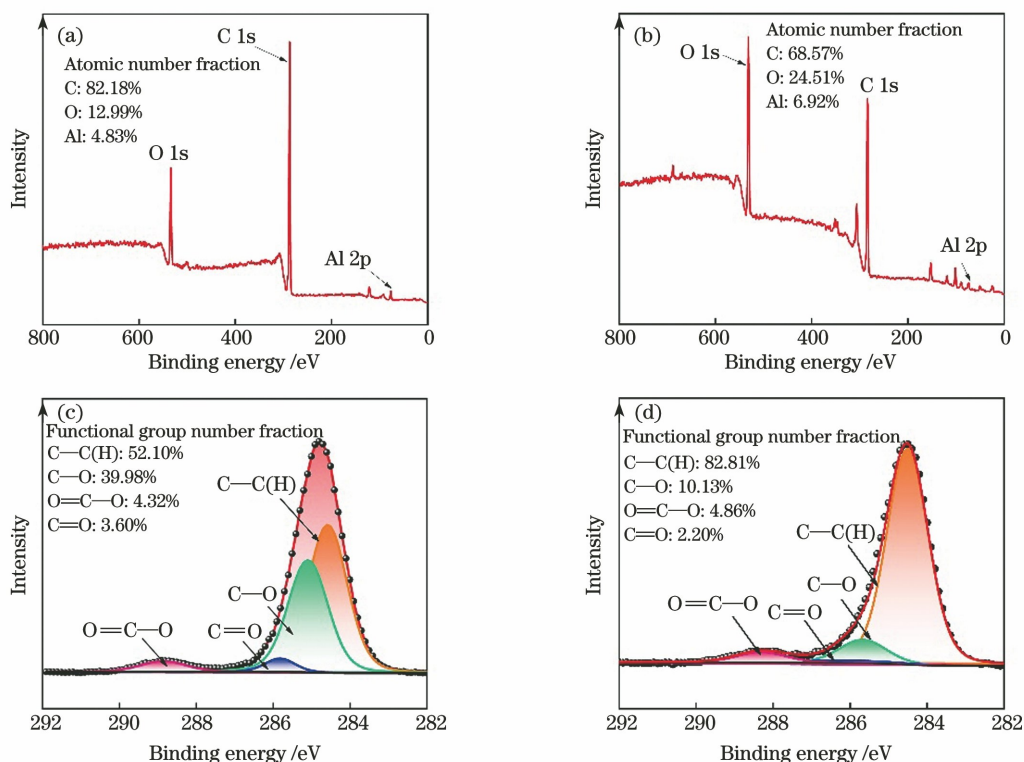 (a)
C 1s
Atomic number fraction
C: 82.18%
O: 12.99%
Al: 4.83%
O 1s
Al 2p
Intensity
800
600
400
200
0
Binding energy /eV
(b)
Atomic number fraction
C: 68.57%
O: 24.51%
Al: 6.92%
O 1s
C 1s
Al 2p
Intensity
800
600
400
200
0
Binding energy /eV
(c)
Functional group number fraction
C—C(H): 52.10%
C—O: 39.98%
O=C—O: 4.32%
C=O: 3.60%
C—C(H)
C—O
O=C—O
C=O
Intensity
292
290
288
286
284
282
Binding energy /eV
(d)
Functional group number fraction
C—C(H): 82.81%
C—O: 10.13%
O=C—O: 4.86%
C=O: 2.20%
C—C(H)
C—O
O=C—O
C=O
Intensity
292
290
288
286
284
282
Binding energy /eV